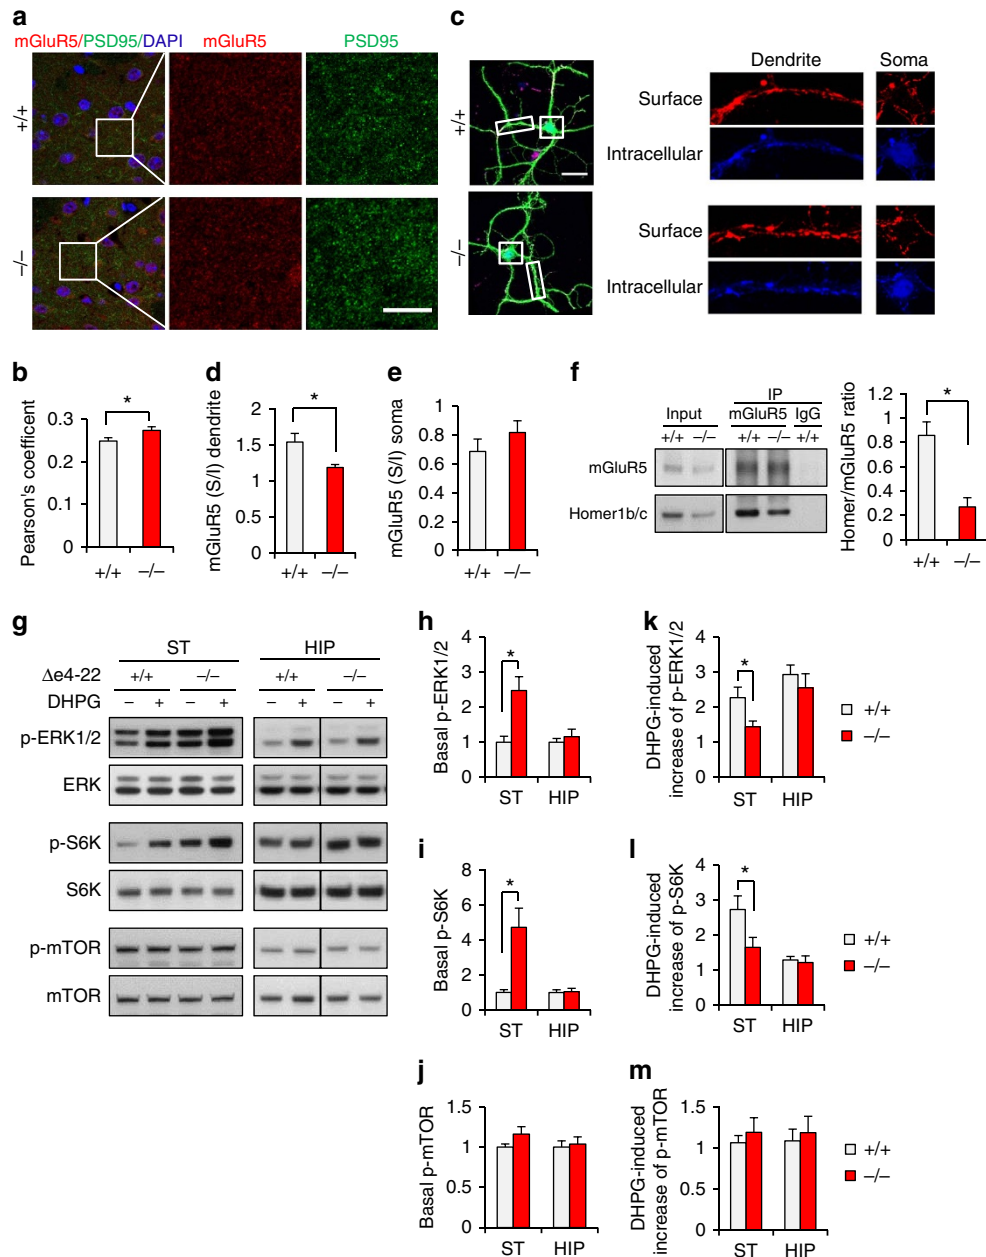 a
mGluR5/PSD95/DAPI
mGluR5
PSD95
+/+
–/–
c
Dendrite
Soma
+/+
Surface
Intracellular
–/–
Surface
Intracellular
b
Pearson's coefficent
0.3
0.2
0.1
0
*
+/+
–/–
d
mGluR5 (S/I) dendrite
2
1.5
1
0.5
0
*
+/+
–/–
e
mGluR5 (S/I) soma
1
0.8
0.6
0.4
0.2
0
+/+
–/–
f
IP
Input
mGluR5
IgG
+/+ –/– +/+ –/– +/+
mGluR5
Homer1b/c
Homer/mGluR5 ratio
1.2
1
0.8
0.6
0.4
0.2
0
*
+/+
–/–
g
ST
HIP
Δe4-22
+/+ –/– +/+ –/–
DHPG
– + – + – + – +
p-ERK1/2
ERK
p-S6K
S6K
p-mTOR
mTOR
h
Basal p-ERK1/2
4
3
2
1
0
*
ST
HIP
k
DHPG-induced
increase of p-ERK1/2
4
3
2
1
0
*
ST
HIP
+/+
–/–
i
Basal p-S6K
8
6
4
2
0
*
ST
HIP
l
DHPG-induced
increase of p-S6K
4
3
2
1
0
*
ST
HIP
+/+
–/–
j
Basal p-mTOR
1.5
1
0.5
0
ST
HIP
m
DHPG-induced
increase of p-mTOR
1.5
1
0.5
0
ST
HIP
+/+
–/–